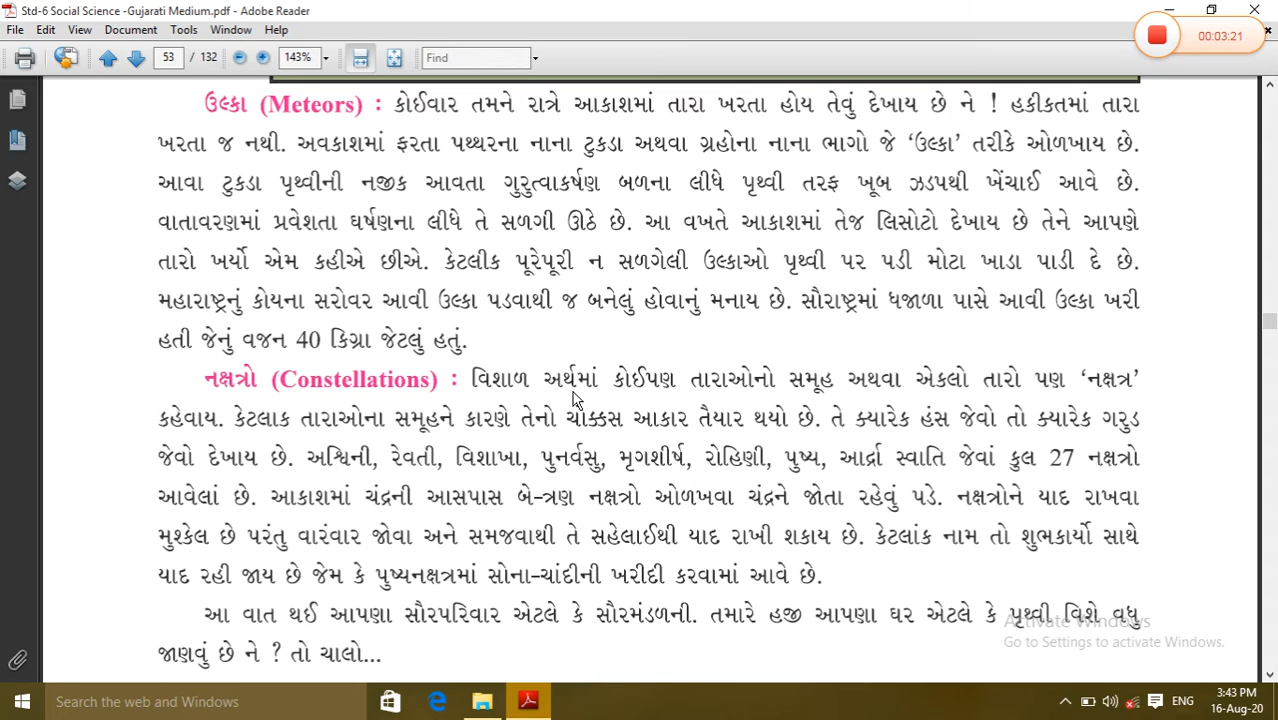 Std-6 Social Science -Gujarati Medium.pdf - Adobe Reader
File Edit View Document Tools Window Help
00:03:21
53 / 132 143% Find
ઉલ્કા (Meteors) : કોઈવાર તમને રાત્રે આકાશમાં તારા ખરતા હોય તેવું દેખાય છે ને ! હકીકતમાં તારા
ખરતા જ નથી. અવકાશમાં ફરતા પથ્થરના નાના ટુકડા અથવા ગ્રહોના નાના ભાગો જે ‘ઉલ્કા’ તરીકે ઓળખાય છે.
આવા ટુકડા પૃથ્વીની નજીક આવતા ગુરુત્વાકર્ષણ બળના લીધે પૃથ્વી તરફ ખૂબ ઝડપથી ખેંચાઈ આવે છે.
વાતાવરણમાં પ્રવેશતા ઘર્ષણના લીધે તે સળગી ઊઠે છે. આ વખતે આકાશમાં તેજ લિસોટો દેખાય છે તેને આપણે
તારો ખર્યો એમ કહીએ છીએ. કેટલીક પૂરેપૂરી ન સળગેલી ઉલ્કાઓ પૃથ્વી પર પડી મોટા ખાડા પાડી દે છે.
મહારાષ્ટ્રનું કોયના સરોવર આવી ઉલ્કા પડવાથી જ બનેલું હોવાનું મનાય છે. સૌરાષ્ટ્રમાં ધજાળા પાસે આવી ઉલ્કા ખરી
હતી જેનું વજન 40 કિગ્રા જેટલું હતું.
નક્ષત્રો (Constellations) : વિશાળ અર્થમાં કોઈપણ તારાઓનો સમૂહ અથવા એકલો તારો પણ ‘નક્ષત્ર’
કહેવાય. કેટલાક તારાઓના સમૂહને કારણે તેનો ચોક્કસ આકાર તૈયાર થયો છે. તે ક્યારેક હંસ જેવો તો ક્યારેક ગરુડ
જેવો દેખાય છે. અશ્વિની, રેવતી, વિશાખા, પુનર્વસુ, મૃગશીર્ષ, રોહિણી, પુષ્ય, આર્દ્રા સ્વાતિ જેવાં કુલ 27 નક્ષત્રો
આવેલાં છે. આકાશમાં ચંદ્રની આસપાસ બે-ત્રણ નક્ષત્રો ઓળખવા ચંદ્રને જોતા રહેવું પડે. નક્ષત્રોને યાદ રાખવા
મુશ્કેલ છે પરંતુ વારંવાર જોવા અને સમજવાથી તે સહેલાઈથી યાદ રાખી શકાય છે. કેટલાંક નામ તો શુભકાર્યો સાથે
યાદ રહી જાય છે જેમ કે પુષ્યનક્ષત્રમાં સોના-ચાંદીની ખરીદી કરવામાં આવે છે.
આ વાત થઈ આપણા સૌરપરિવાર એટલે કે સૌરમંડળની. તમારે હજી આપણા ઘર એટલે કે પૃથ્વી વિશે વધુ
જાણવું છે ને ? તો ચાલો...
Activate Windows
Go to Settings to activate Windows.
Search the web and Windows
ENG
3:43 PM
16-Aug-20